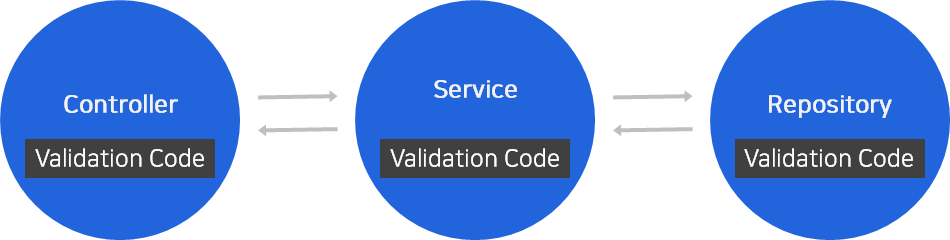 Controller
Validation Code
Service
Validation Code
Repository
Validation Code